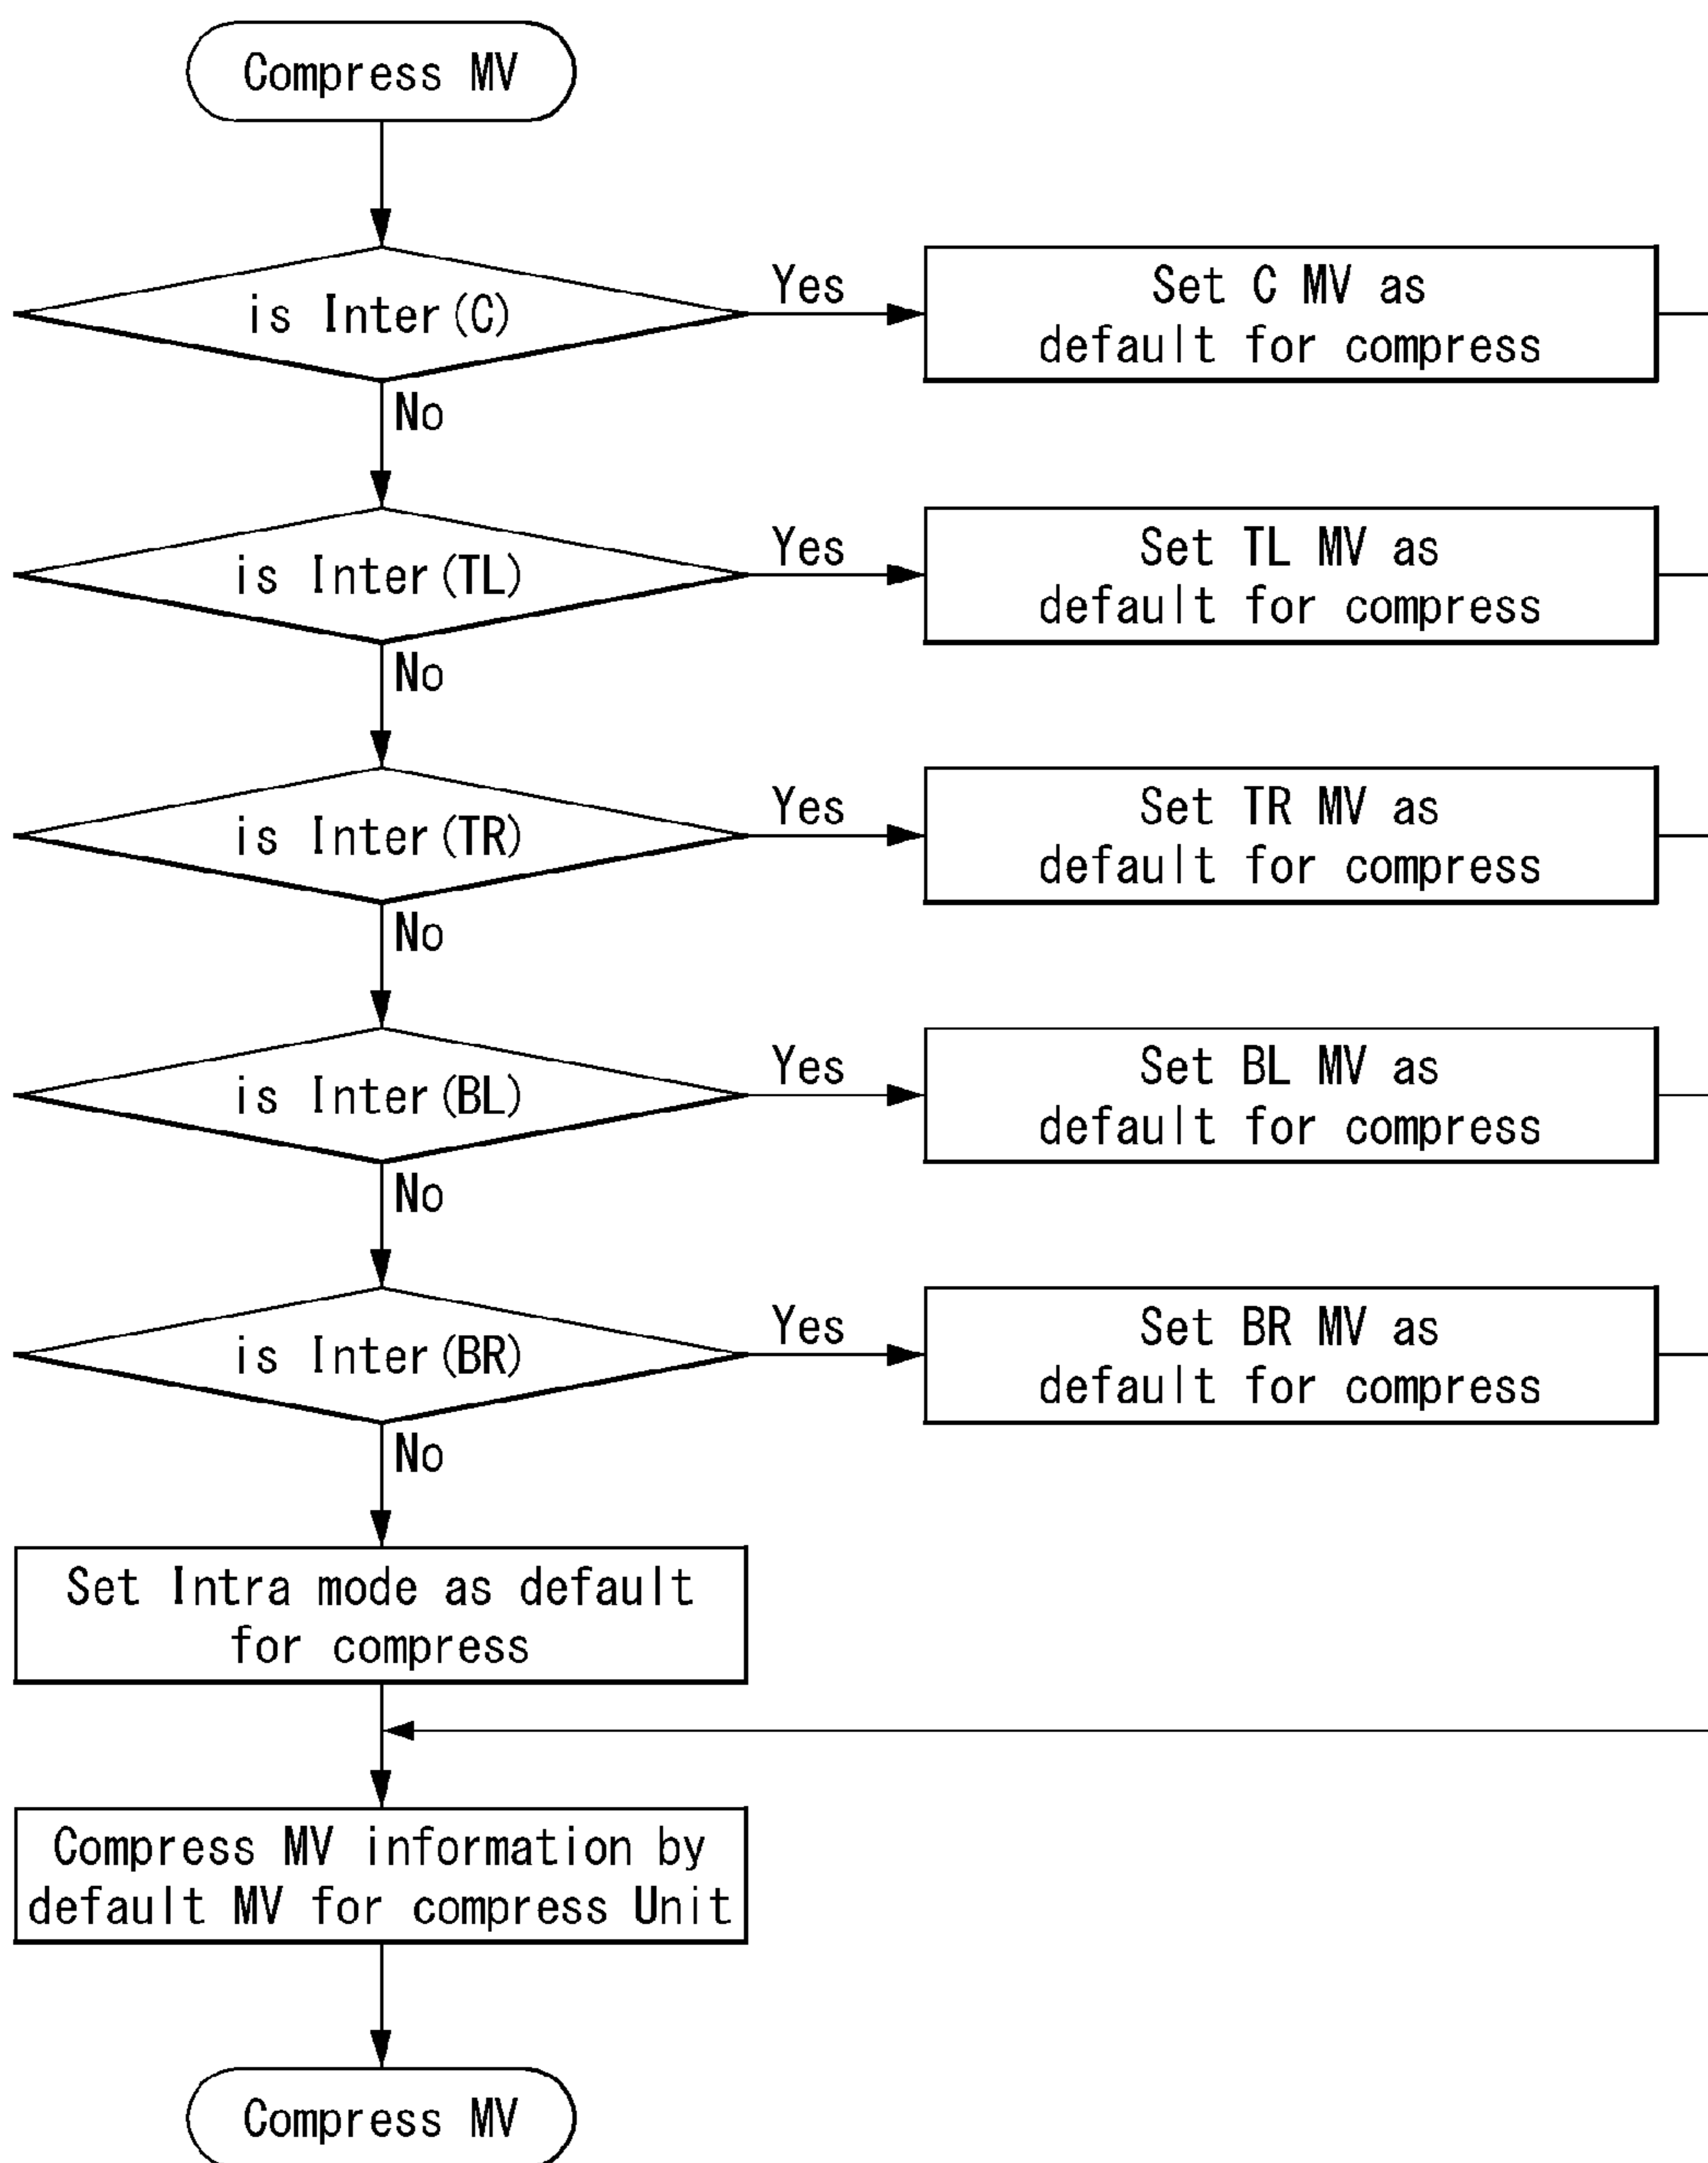 Compress MV
is Inter(C)
Yes
Set C MV as
default for compress
No
is Inter(TL)
Yes
Set TL MV as
default for compress
No
is Inter(TR)
Yes
Set TR MV as
default for compress
No
is Inter(BL)
Yes
Set BL MV as
default for compress
No
is Inter(BR)
Yes
Set BR MV as
default for compress
No
Set Intra mode as default
for compress
Compress MV information by
default MV for compress Unit
Compress MV